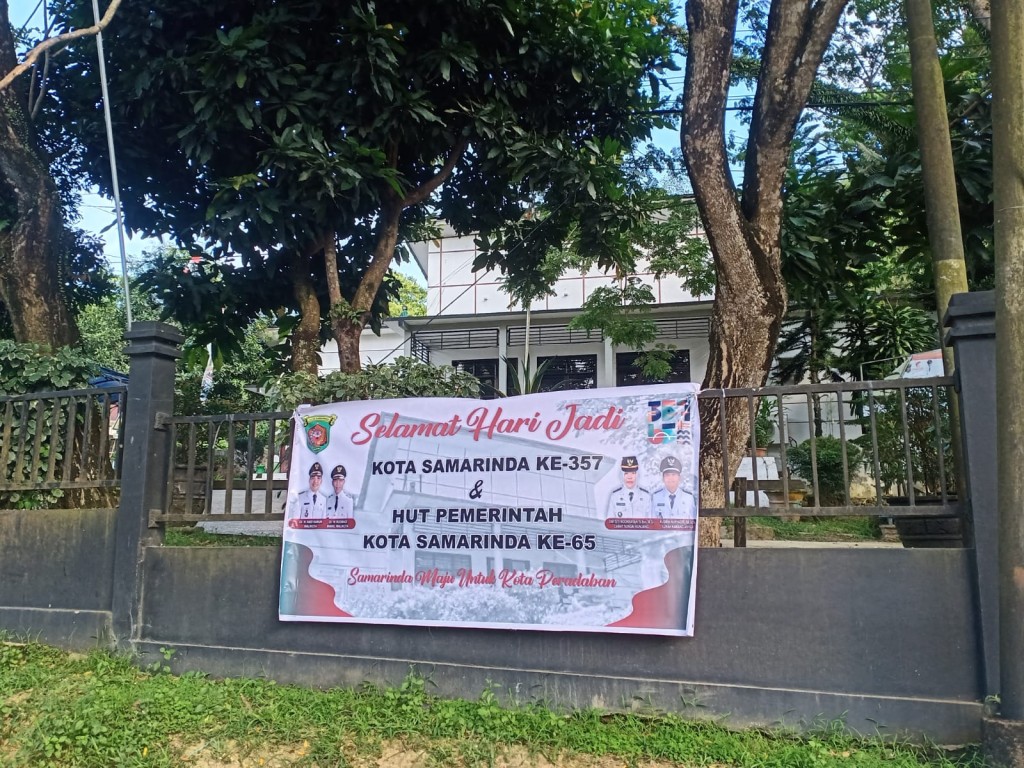 Selamat Hari Jadi
KOTA SAMARINDA KE-357
&
HUT PEMERINTAH
KOTA SAMARINDA KE-65
Samarinda Maju Untuk Kota Peradaban